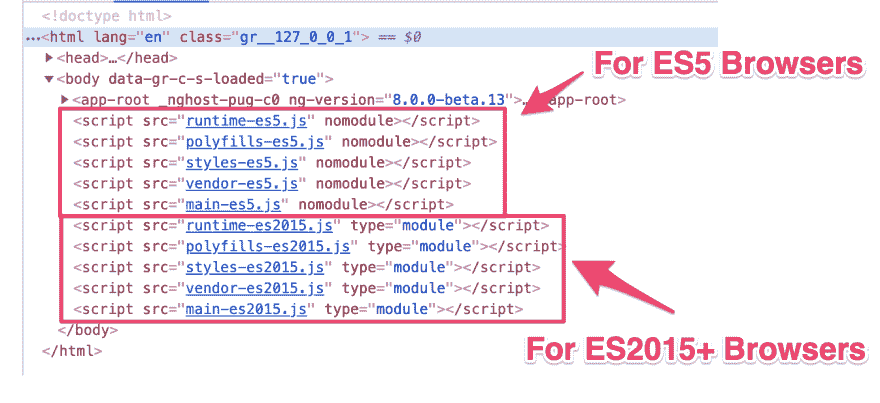 <!doctype html>
…<html lang="en" class="gr__127_0_0_1"> == $0
▶<head>…</head>
▼<body data-gr-c-s-loaded="true">
▶<app-root _nghost-pug-c0 ng-version="8.0.0-beta.13">… app-root>
<script src="runtime-es5.js" nomodule></script>
<script src="polyfills-es5.js" nomodule></script>
<script src="styles-es5.js" nomodule></script>
<script src="vendor-es5.js" nomodule></script>
<script src="main-es5.js" nomodule></script>
<script src="runtime-es2015.js" type="module"></script>
<script src="polyfills-es2015.js" type="module"></script>
<script src="styles-es2015.js" type="module"></script>
<script src="vendor-es2015.js" type="module"></script>
<script src="main-es2015.js" type="module"></script>
</body>
</html>
For ES5 Browsers
For ES2015+ Browsers